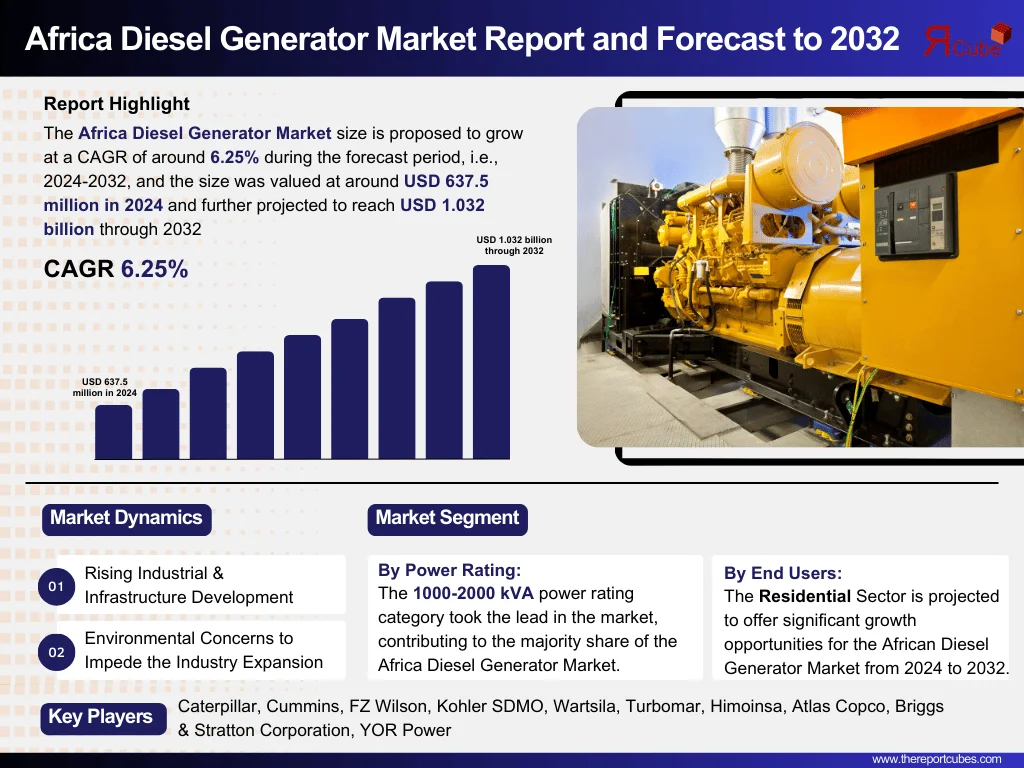 Africa Diesel Generator Market Report and Forecast to 2032
ЯCube
Report Highlight
The Africa Diesel Generator Market size is proposed to grow
at a CAGR of around 6.25% during the forecast period, i.e.,
2024-2032, and the size was valued at around USD 637.5
million in 2024 and further projected to reach USD 1.032
billion through 2032
CAGR 6.25%
USD 1.032 billion
through 2032
USD 637.5
million in 2024
Market Dynamics
01
Rising Industrial &
Infrastructure Development
02
Environmental Concerns to
Impede the Industry Expansion
Market Segment
By Power Rating:
The 1000-2000 kVA power rating
category took the lead in the market,
contributing to the majority share of the
Africa Diesel Generator Market.
By End Users:
The Residential Sector is projected
to offer significant growth
opportunities for the African Diesel
Generator Market from 2024 to 2032.
Key Players
Caterpillar, Cummins, FZ Wilson, Kohler SDMO, Wartsila, Turbomar, Himoinsa, Atlas Copco, Briggs
& Stratton Corporation, YOR Power
www.thereportcubes.com